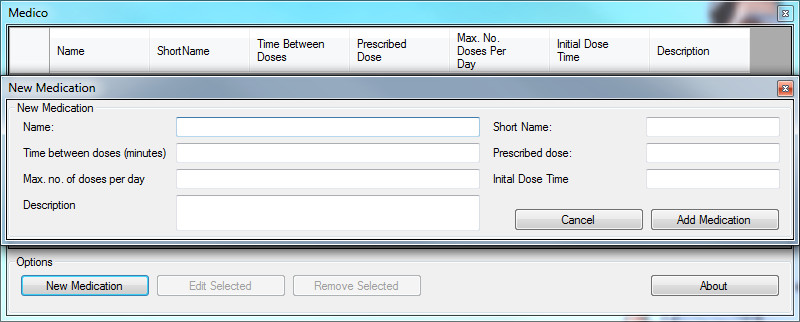 Medico
Name ShortName Time Between Doses Prescribed Dose Max. No. Doses Per Day Initial Dose Time Description
New Medication
New Medication
Name: Short Name:
Time between doses (minutes) Prescribed dose:
Max. no. of doses per day Inital Dose Time
Description
Cancel Add Medication
Options
New Medication Edit Selected Remove Selected About